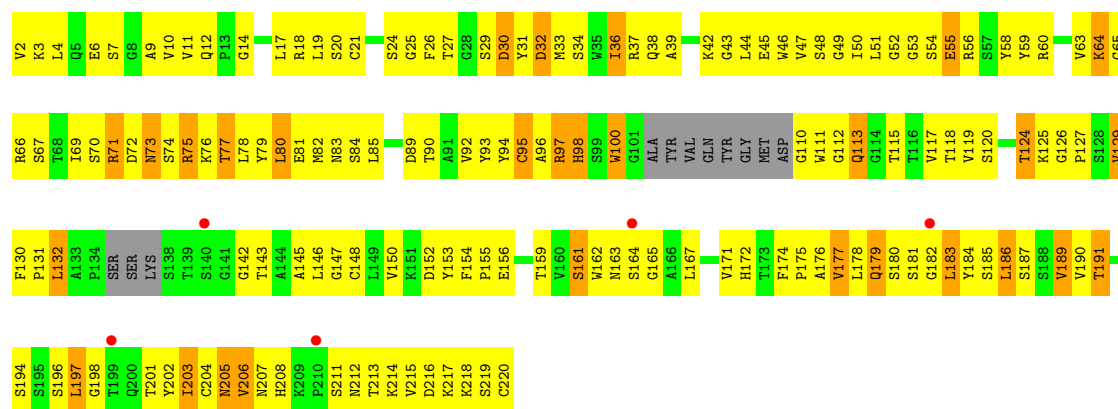 V2 K3 L4 Q5 E6 S7 G8 A9 V10 V11 Q12 P13 G14 L17 R18 L19 S20 C21 S24 G25 F26 T27 G28 S29 D30 Y31 D32 M33 S34 W35 I36 R37 Q38 A39 K42 G43 L44 E45 W46 V47 S48 G49 I50 L51 G52 G53 S54 E55 R56 S57 Y58 Y59 R60 V63 K64 G65
R66 S67 T68 I69 S70 R71 D72 N73 S74 R75 K76 T77 L78 Y79 L80 E81 M82 N83 S84 L85 D89 T90 A91 V92 Y93 Y94 C95 A96 R97 H98 S99 W100 G101 ALA TYR VAL GLN TYR GLY MET ASP G110 W111 G112 Q113 G114 T115 T116 V117 T118 V119 S120 T124 K125 G126 P127 S128 V129
F130 P131 L132 A133 P134 SER SER LYS S138 T139 S140 G141 G142 T143 A144 A145 L146 G147 C148 L149 V150 K151 D152 Y153 F154 P155 E156 T159 V160 S161 W162 N163 S164 G165 A166 L167 V171 H172 T173 F174 P175 A176 V177 L178 Q179 S180 S181 G182 L183 Y184 S185 L186 S187 S188 V189 V190 T191
S194 S195 S196 L197 G198 T199 Q200 T201 Y202 I203 C204 N205 V206 N207 H208 K209 P210 S211 N212 T213 K214 V215 D216 K217 K218 S219 C220